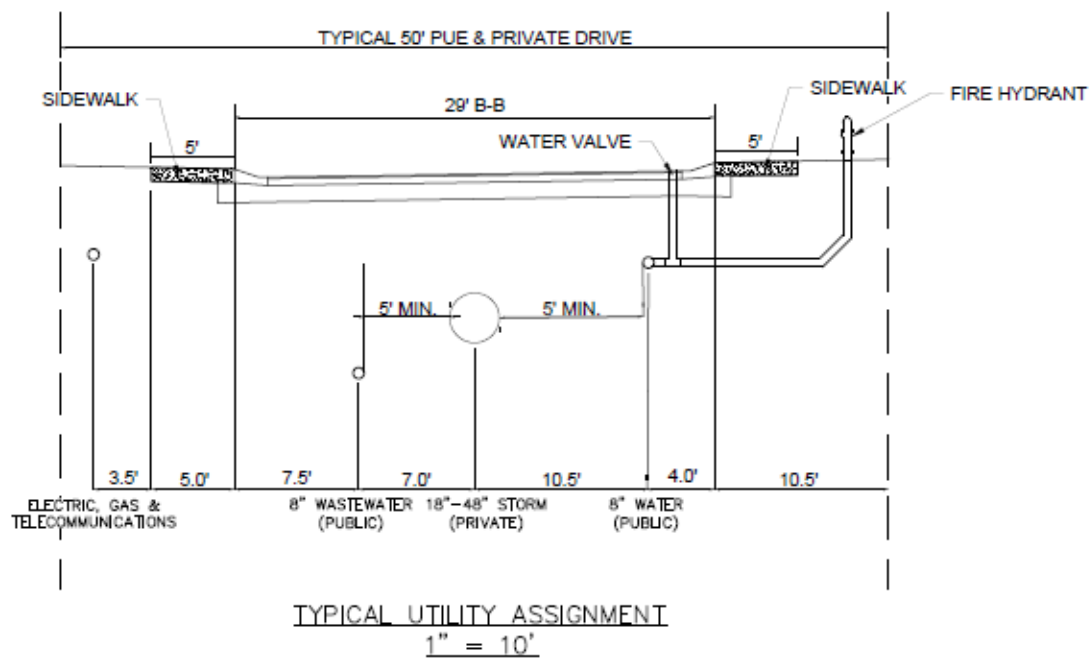 TYPICAL 50' PUE & PRIVATE DRIVE
SIDEWALK
29' B-B
SIDEWALK
FIRE HYDRANT
WATER VALVE
5'
5'
5' MIN.
5' MIN.
3.5'
5.0'
7.5'
7.0'
10.5'
4.0'
10.5'
ELECTRIC, GAS &
TELECOMMUNICATIONS
8" WASTEWATER
(PUBLIC)
18"-48" STORM
(PRIVATE)
8" WATER
(PUBLIC)
TYPICAL UTILITY ASSIGNMENT
1" = 10'